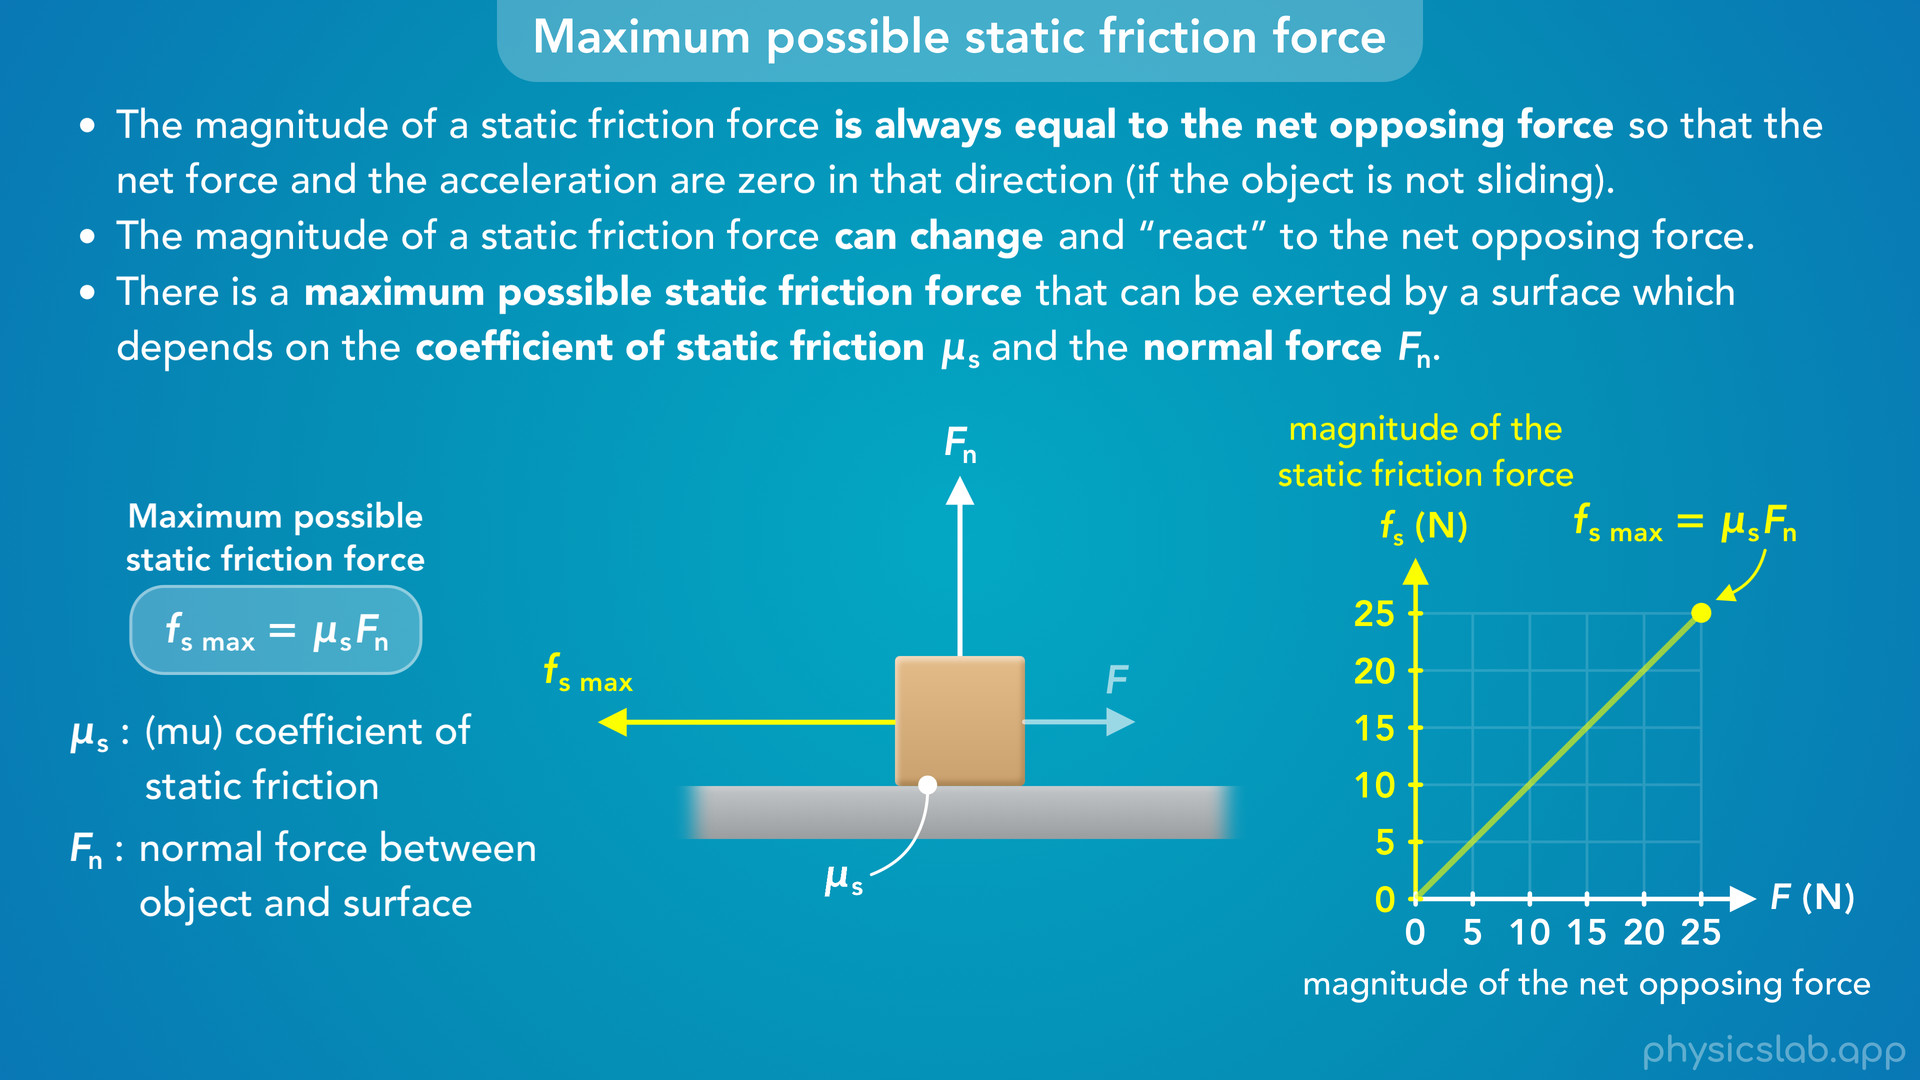 Maximum possible static friction force
• The magnitude of a static friction force is always equal to the net opposing force so that the
net force and the acceleration are zero in that direction (if the object is not sliding).
• The magnitude of a static friction force can change and “react” to the net opposing force.
• There is a maximum possible static friction force that can be exerted by a surface which
depends on the coefficient of static friction μs and the normal force Fn.
Maximum possible
static friction force
fs max = μsFn
μs : (mu) coefficient of
static friction
Fn : normal force between
object and surface
Fn
fs max
F
μs
magnitude of the
static friction force
fs (N)
fs max = μsFn
25
20
15
10
5
0
0 5 10 15 20 25
F (N)
magnitude of the net opposing force
physicslab.app